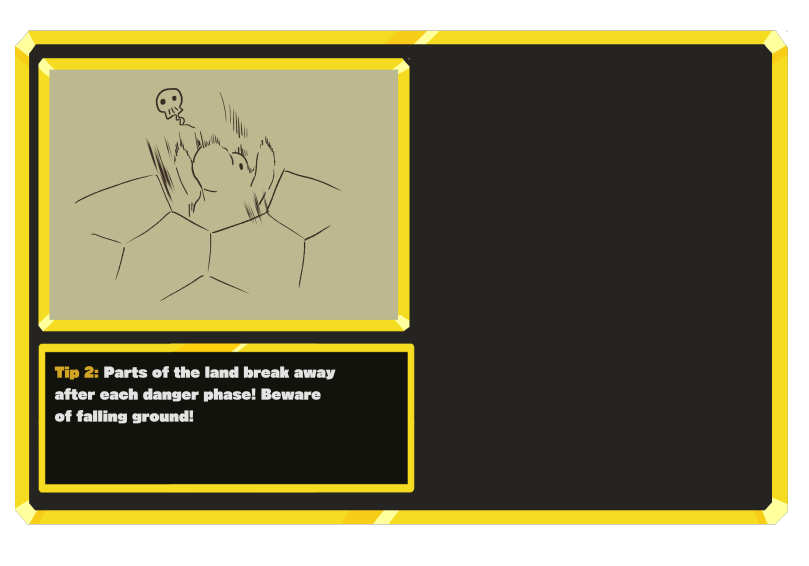 Tip 2: Parts of the land break away
after each danger phase! Beware
of falling ground!